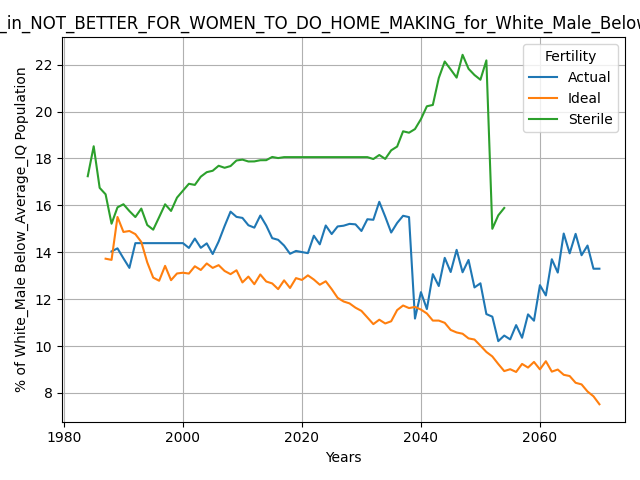 _in_NOT_BETTER_FOR_WOMEN_TO_DO_HOME_MAKING_for_White_Male_Below
% of White_Male Below_Average_IQ Population
22
20
18
16
14
12
10
8
Fertility
Actual
Ideal
Sterile
1980
2000
2020
2040
2060
Years